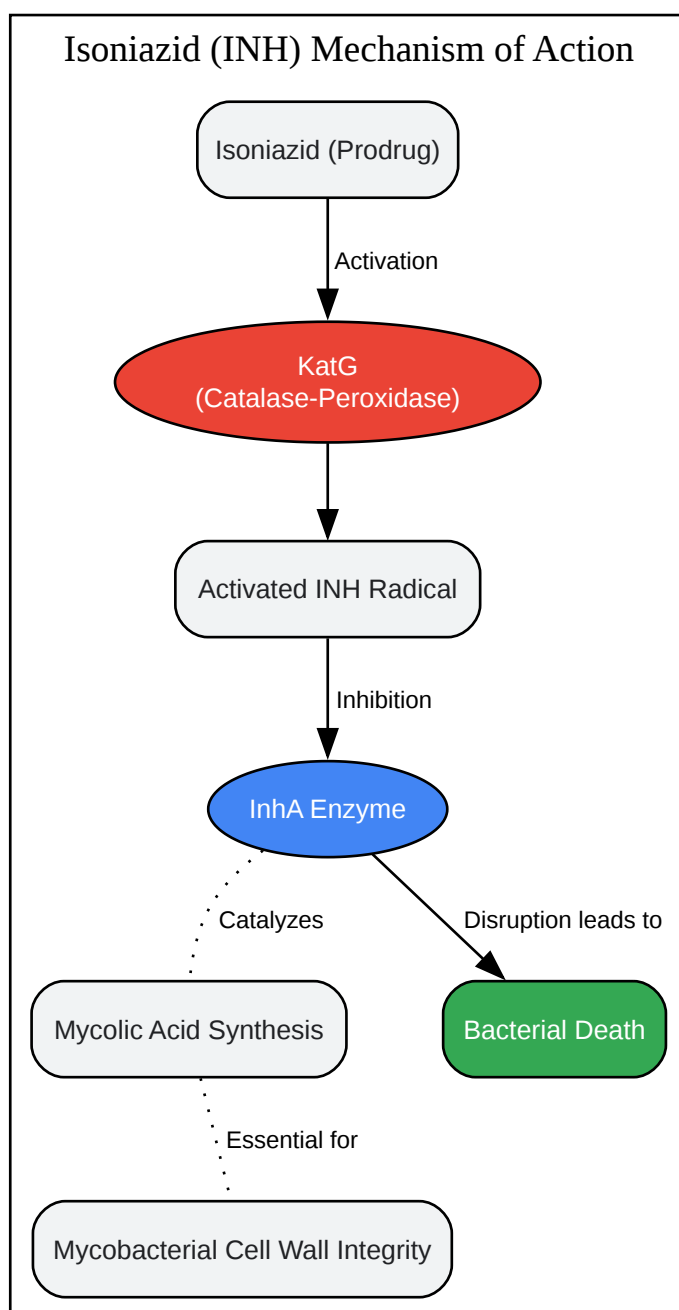 Isoniazid (INH) Mechanism of Action
Isoniazid (Prodrug)
Activation
KatG
(Catalase-Peroxidase)
Activated INH Radical
Inhibition
InhA Enzyme
Catalyzes
Disruption leads to
Mycolic Acid Synthesis
Bacterial Death
Essential for
Mycobacterial Cell Wall Integrity